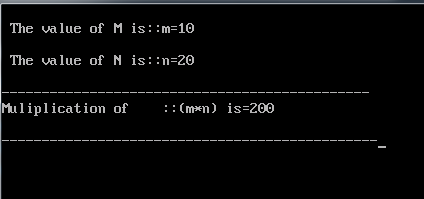 The value of M is::m=10
The value of N is::n=20
----------------------------------------------
Muliplication of    ::(m*n) is=200
-----------------------------------------------_